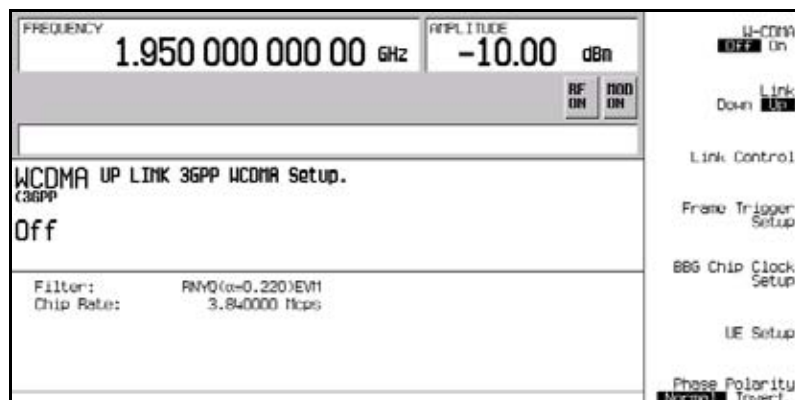 FREQUENCY
1.950 000 000 00 GHz
AMPLITUDE
-10.00 dBm
RF ON
MOD ON
WCDMA UP LINK 3GPP WCDMA Setup.
(3GPP
Off
Filter: RNYQ(α=0.220)EVM
Chip Rate: 3.840000 Mcps
W-CDMA
Off On
Link
Down Up
Link Control
Frame Trigger
Setup
BBG Chip Clock
Setup
UE Setup
Phase Polarity
Normal Invert